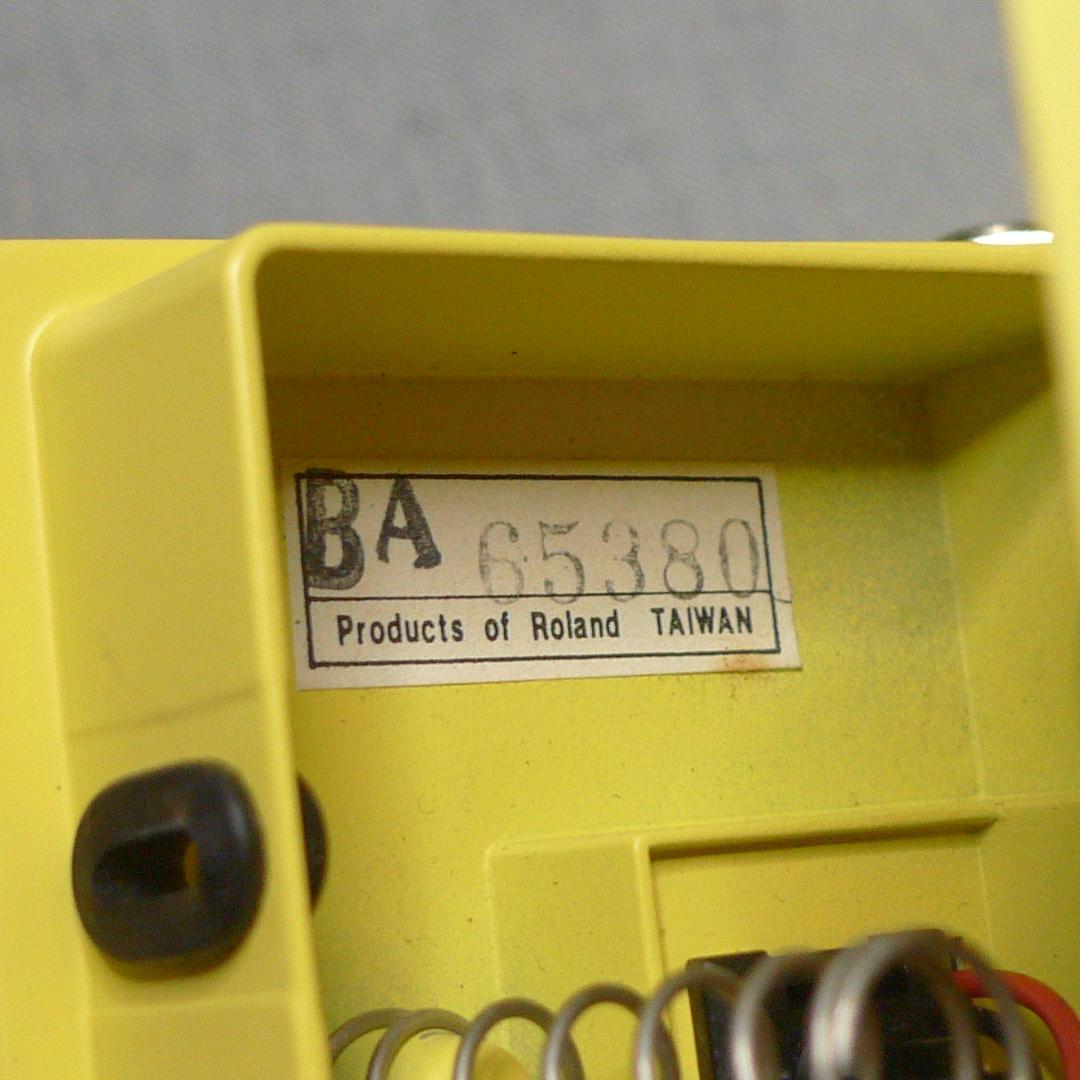 BA 65380
Products of Roland TAIWAN